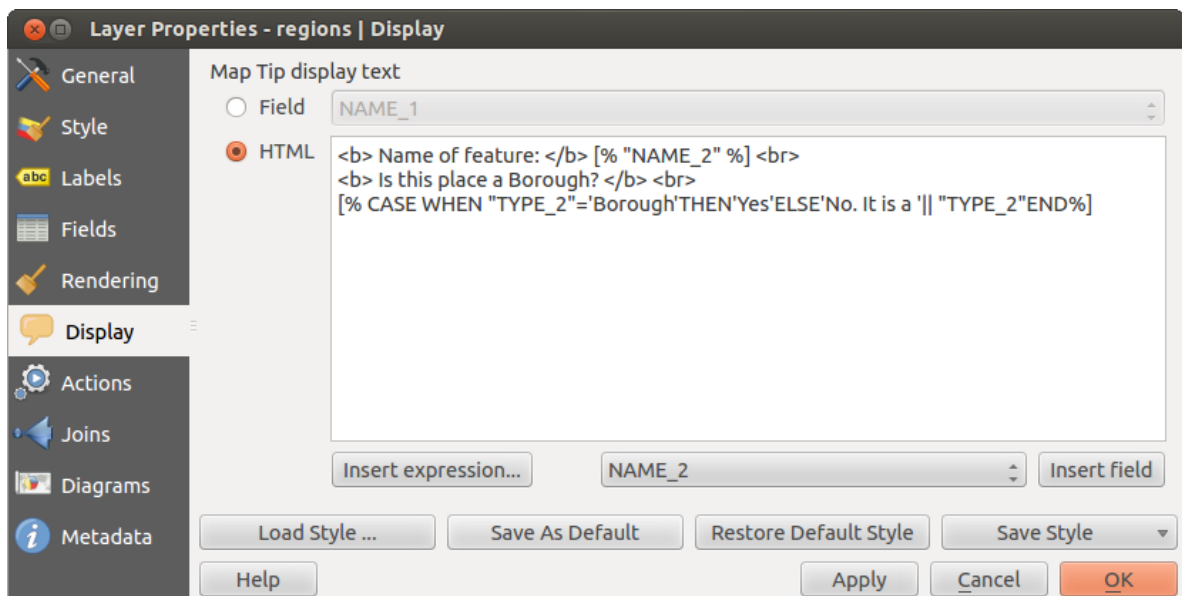 Layer Properties - regions | Display
General
Style
abc Labels
Fields
Rendering
Display
Actions
Joins
Diagrams
Metadata
Map Tip display text
Field NAME_1
HTML
<b> Name of feature: </b> [% "NAME_2" %] <br>
<b> Is this place a Borough? </b> <br>
[% CASE WHEN "TYPE_2"='Borough'THEN'Yes'ELSE'No. It is a '|| "TYPE_2"END%]
Insert expression... NAME_2 Insert field
Load Style ... Save As Default Restore Default Style Save Style
Help Apply Cancel OK